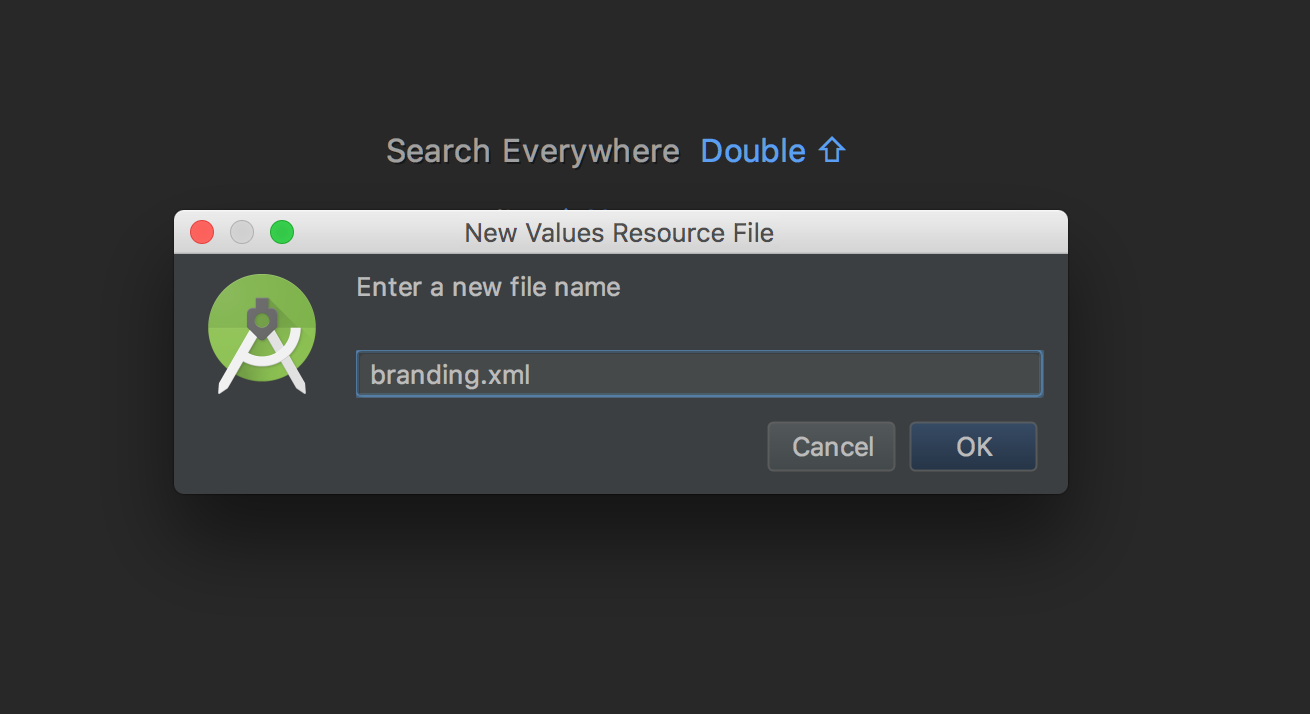 Search Everywhere Double ⇧
New Values Resource File
Enter a new file name
branding.xml
Cancel OK